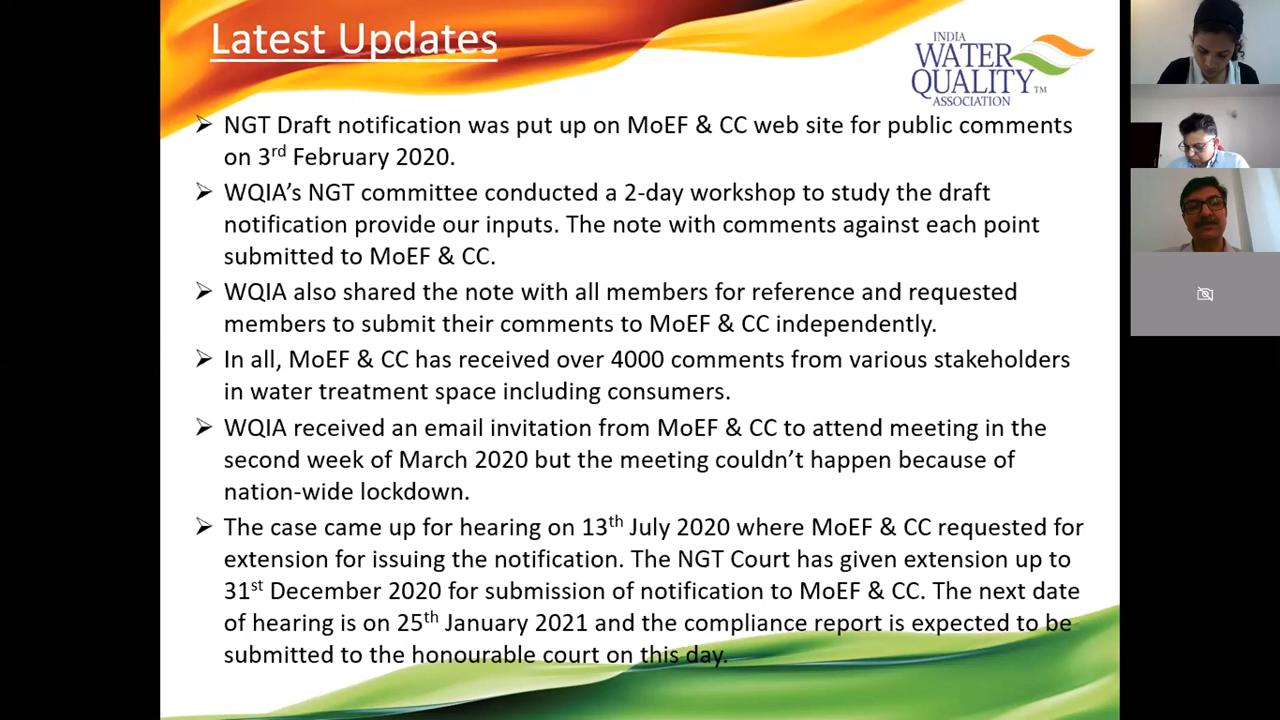 Latest Updates
INDIA
WATER
QUALITY™
ASSOCIATION
➢ NGT Draft notification was put up on MoEF & CC web site for public comments
on 3rd February 2020.
➢ WQIA’s NGT committee conducted a 2-day workshop to study the draft
notification provide our inputs. The note with comments against each point
submitted to MoEF & CC.
➢ WQIA also shared the note with all members for reference and requested
members to submit their comments to MoEF & CC independently.
➢ In all, MoEF & CC has received over 4000 comments from various stakeholders
in water treatment space including consumers.
➢ WQIA received an email invitation from MoEF & CC to attend meeting in the
second week of March 2020 but the meeting couldn’t happen because of
nation-wide lockdown.
➢ The case came up for hearing on 13th July 2020 where MoEF & CC requested for
extension for issuing the notification. The NGT Court has given extension up to
31st December 2020 for submission of notification to MoEF & CC. The next date
of hearing is on 25th January 2021 and the compliance report is expected to be
submitted to the honourable court on this day.